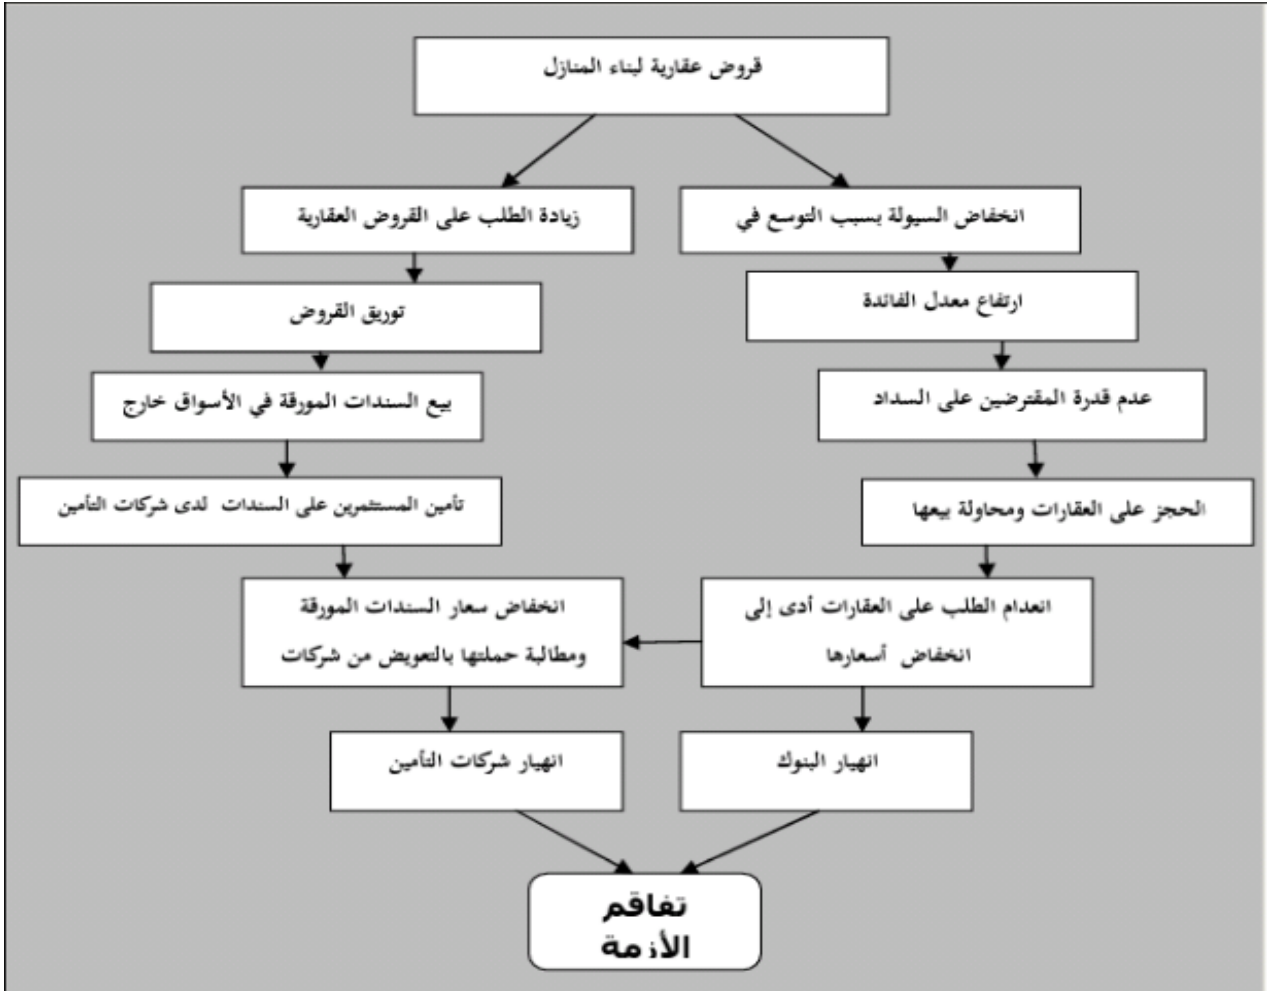 قروض عقارية لبناء المنازل
انخفاض السيولة بسبب التوسع في
زيادة الطلب على القروض العقارية
ارتفاع معدل الفائدة
توريق القروض
عدم قدرة المقترضين على السداد
بيع السندات المورقة في الأسواق خارج
الحجز على العقارات ومحاولة بيعها
تأمين المستثمرين على السندات لدى شركات التأمين
انعدام الطلب على العقارات أدى إلى
انخفاض أسعارها
انخفاض سعار السندات المورقة
ومطالبة حملتها بالتعويض من شركات
انهيار البنوك
انهيار شركات التأمين
تفاقم
الأزمة